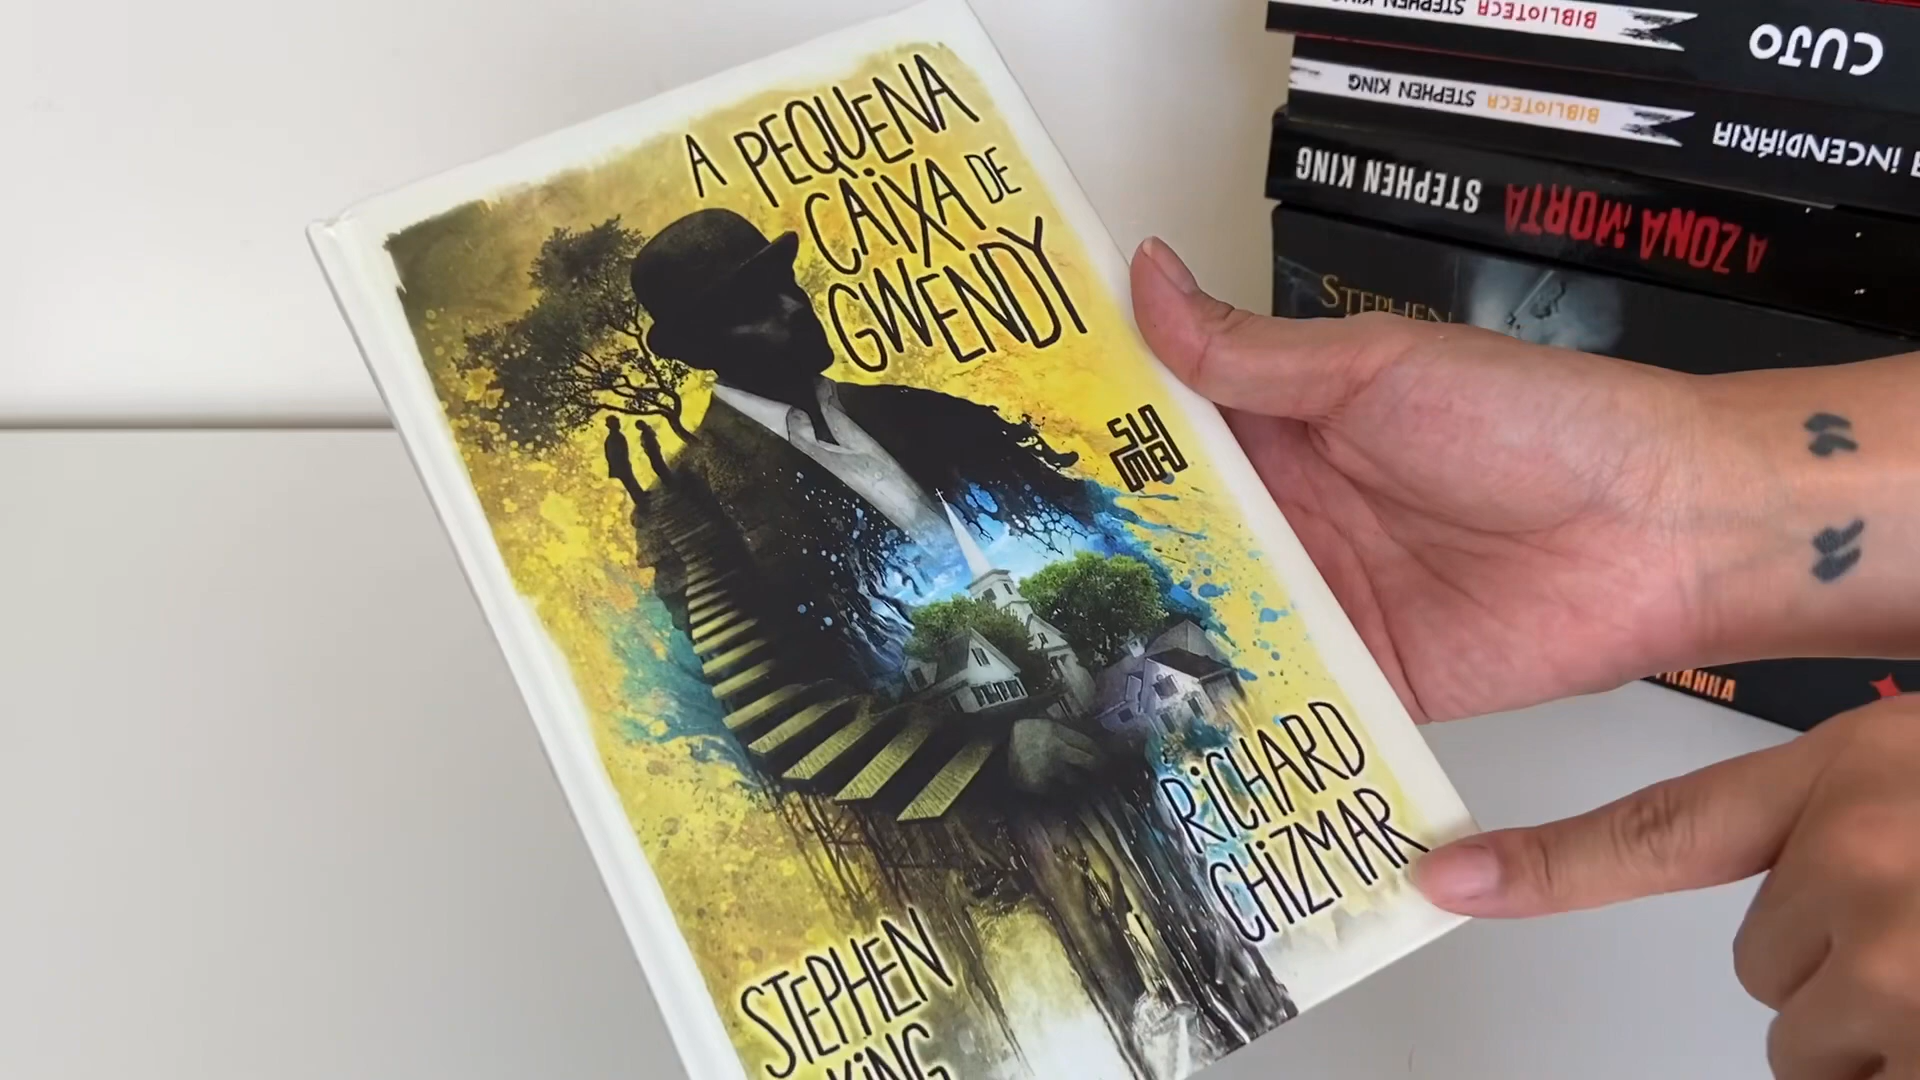 A PEQUENA
CAIXA DE
GWENDY
SUMA
RICHARD
CHIZMAR
STEPHEN
KING
BIBLIOTECA STEPHEN KING
CUJO
BIBLIOTECA STEPHEN KING
A INCENDIÁRIA
A ZONA MORTA STEPHEN KING
STEPHEN